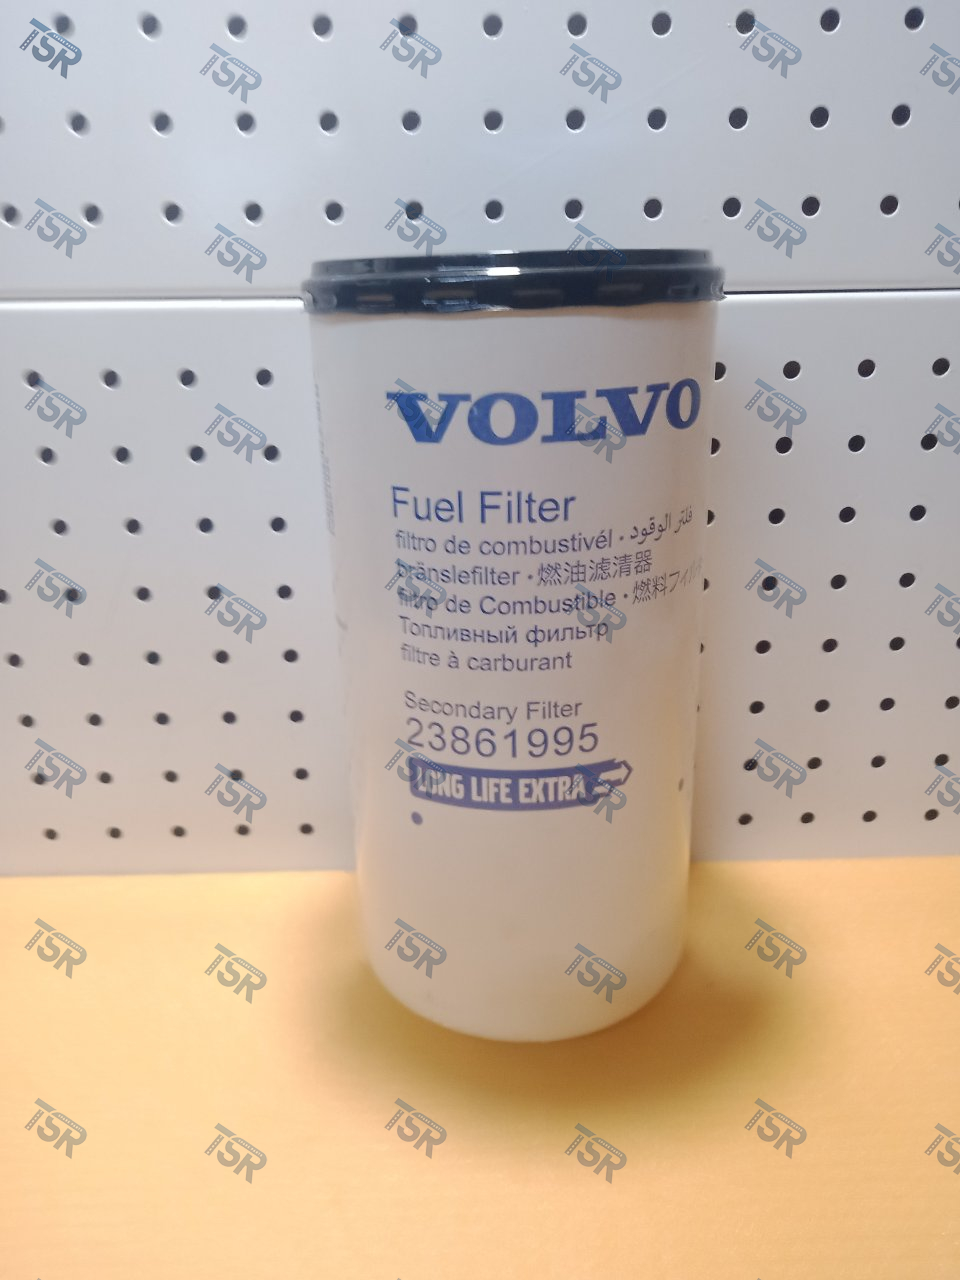 VOLVO
Fuel Filter
filtro de combustivél · فلتر الوقود
bränslefilter · 燃油滤清器
filtro de Combustible · 燃料フィル
Топливный фильтр
filtre à carburant
Secondary Filter
23861995
LONG LIFE EXTRA
TSR